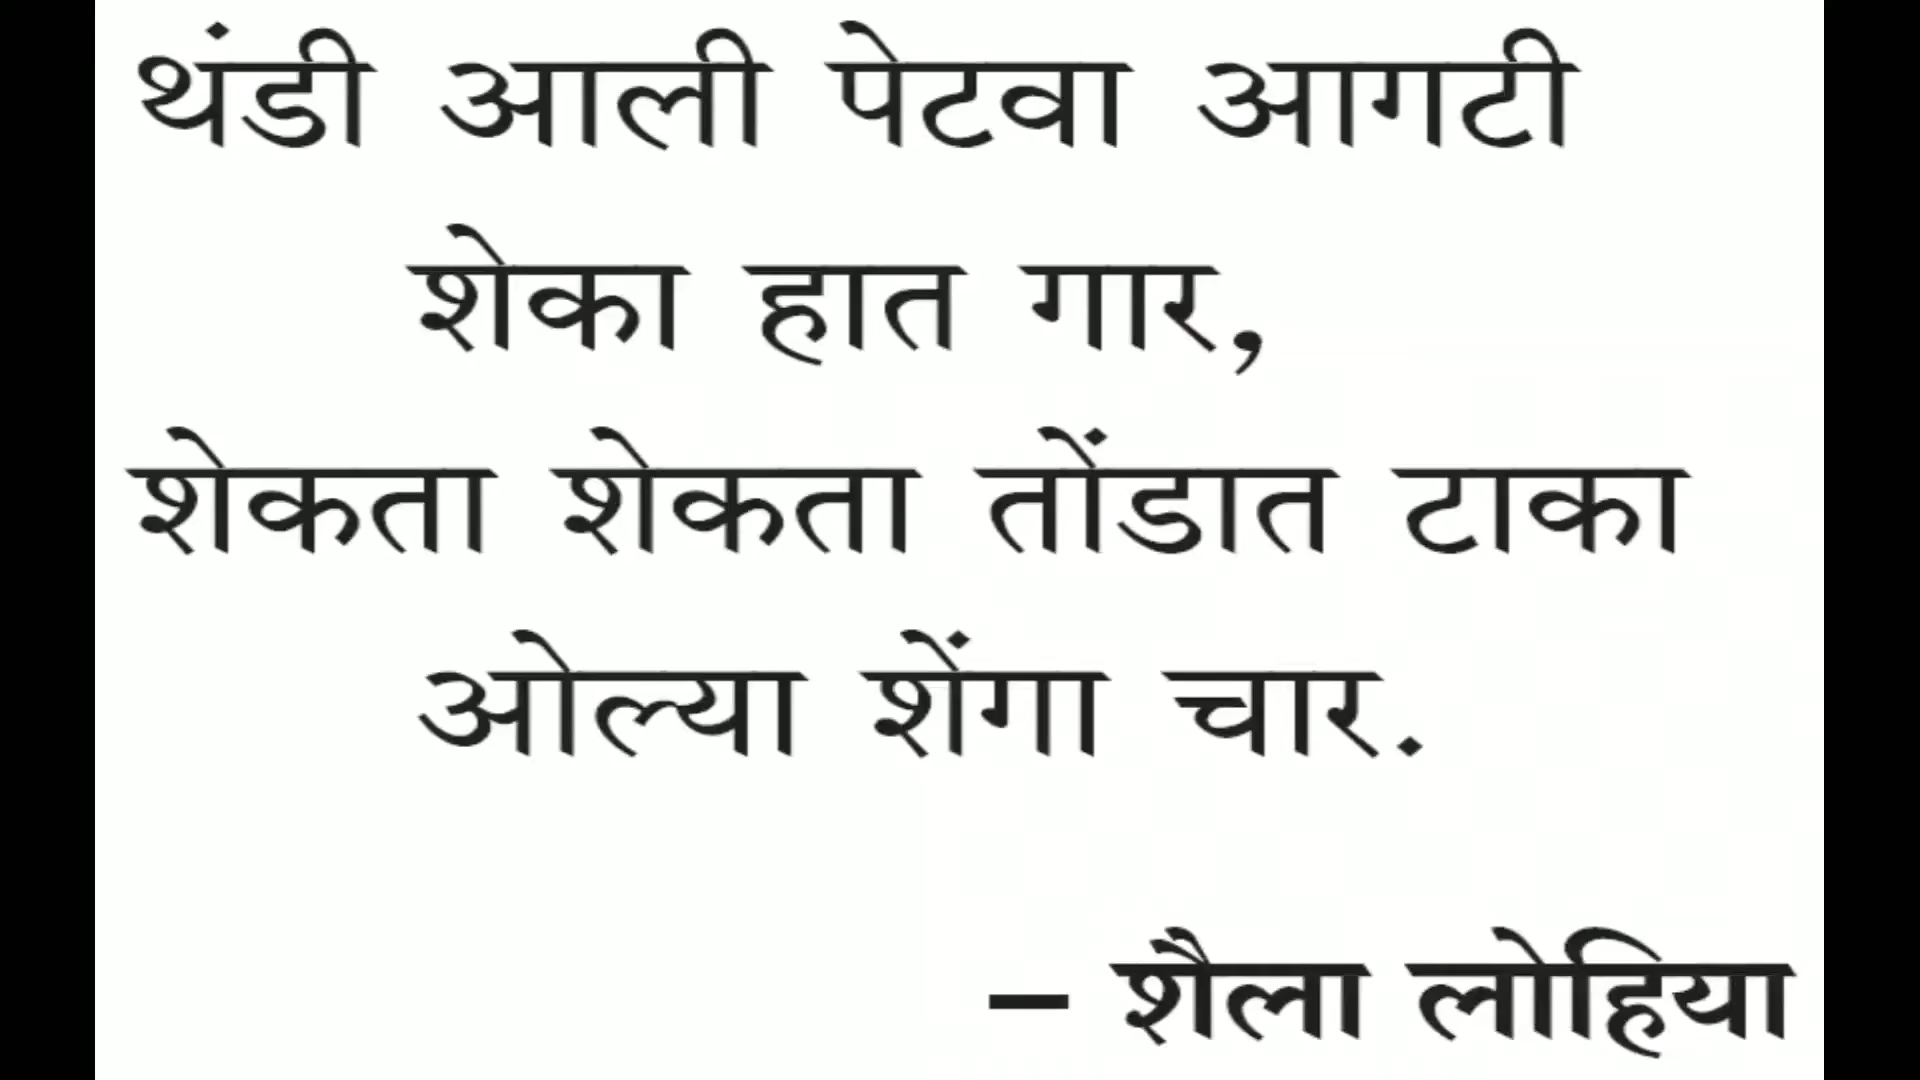 थंडी आली पेटवा आगटी
शेका हात गार,
शेकता शेकता तोंडात टाका
ओल्या शेंगा चार.
– शैला लोहिया